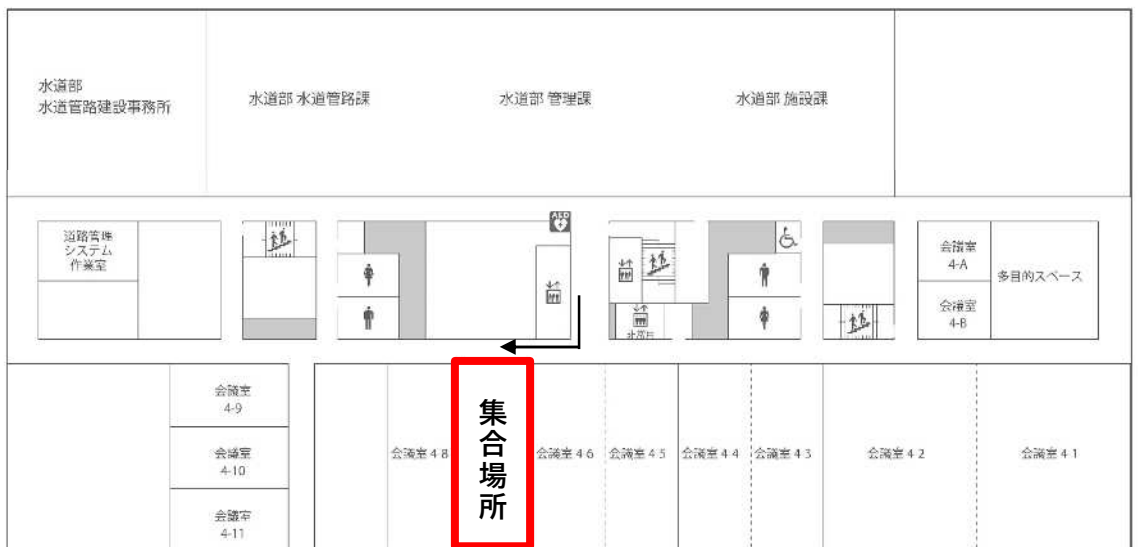 水道部
水道管路建設事務所
水道部 水道管路課
水道部 管理課
水道部 施設課
AED
道路管理
システム
作業室
会議室
4-A
会議室
4-B
多目的スペース
非常用
会議室
4-9
会議室
4-10
会議室
4-11
会議室 4 8
集合場所
会議室 4 6
会議室 4 5
会議室 4 4
会議室 4 3
会議室 4 2
会議室 4 1